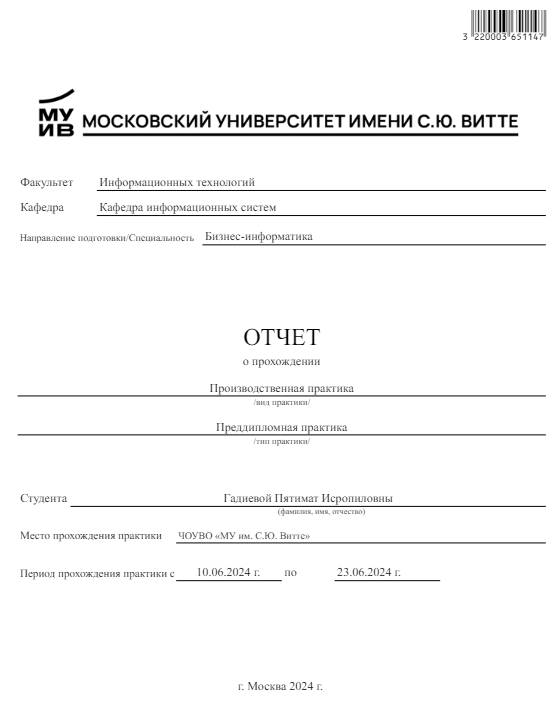 3 220003 651147
МУ
ИВ
МОСКОВСКИЙ УНИВЕРСИТЕТ ИМЕНИ С.Ю. ВИТТЕ
Факультет Информационных технологий
Кафедра Кафедра информационных систем
Направление подготовки/Специальность Бизнес-информатика
ОТЧЕТ
о прохождении
Производственная практика
/вид практики/
Преддипломная практика
/тип практики/
Студента Гадиевой Пятимат Исропиловны
(фамилия, имя, отчество)
Место прохождения практики ЧОУВО «МУ им. С.Ю. Витте»
Период прохождения практики с 10.06.2024 г. по 23.06.2024 г.
г. Москва 2024 г.